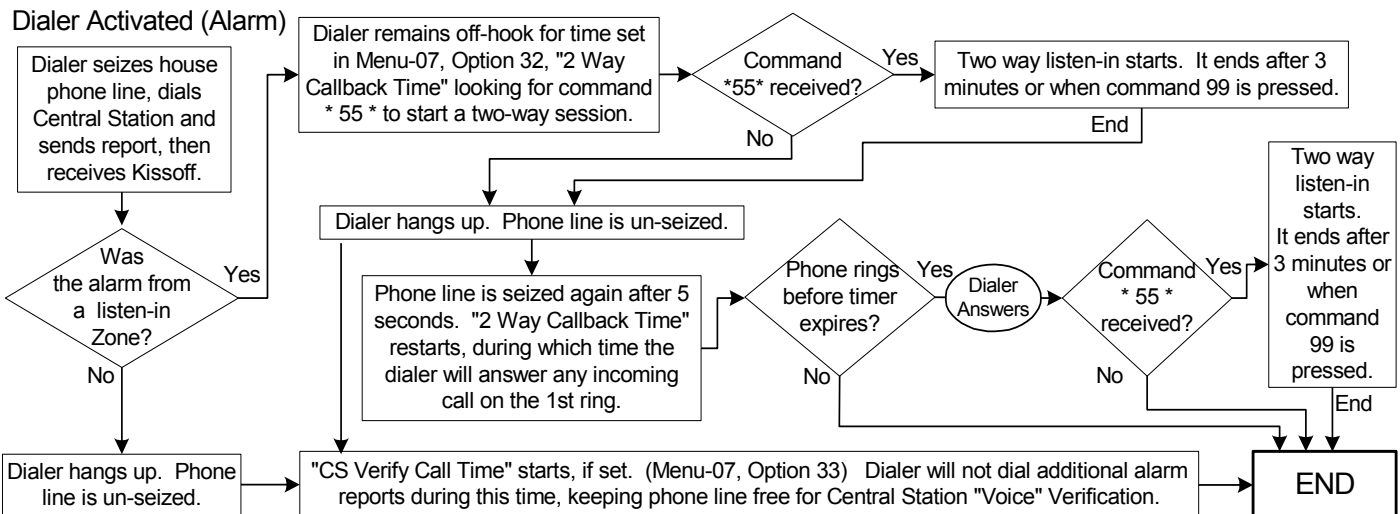 Dialer Activated (Alarm)
Dialer seizes house
phone line, dials
Central Station and
sends report, then
receives Kissoff.
Was
the alarm from
a listen-in
Zone?
Yes
No
Dialer remains off-hook for time set
in Menu-07, Option 32, "2 Way
Callback Time" looking for command
* 55 * to start a two-way session.
Command
*55* received?
Yes
No
Two way listen-in starts. It ends after 3
minutes or when command 99 is pressed.
End
Dialer hangs up. Phone line is un-seized.
Phone line is seized again after 5
seconds. "2 Way Callback Time"
restarts, during which time the
dialer will answer any incoming
call on the 1st ring.
Phone rings
before timer
expires?
Yes
No
Dialer
Answers
Command
* 55 *
received?
Yes
No
Two way
listen-in
starts.
It ends after
3 minutes or
when
command
99 is
pressed.
End
Dialer hangs up. Phone
line is un-seized.
"CS Verify Call Time" starts, if set. (Menu-07, Option 33) Dialer will not dial additional alarm
reports during this time, keeping phone line free for Central Station "Voice" Verification.
END